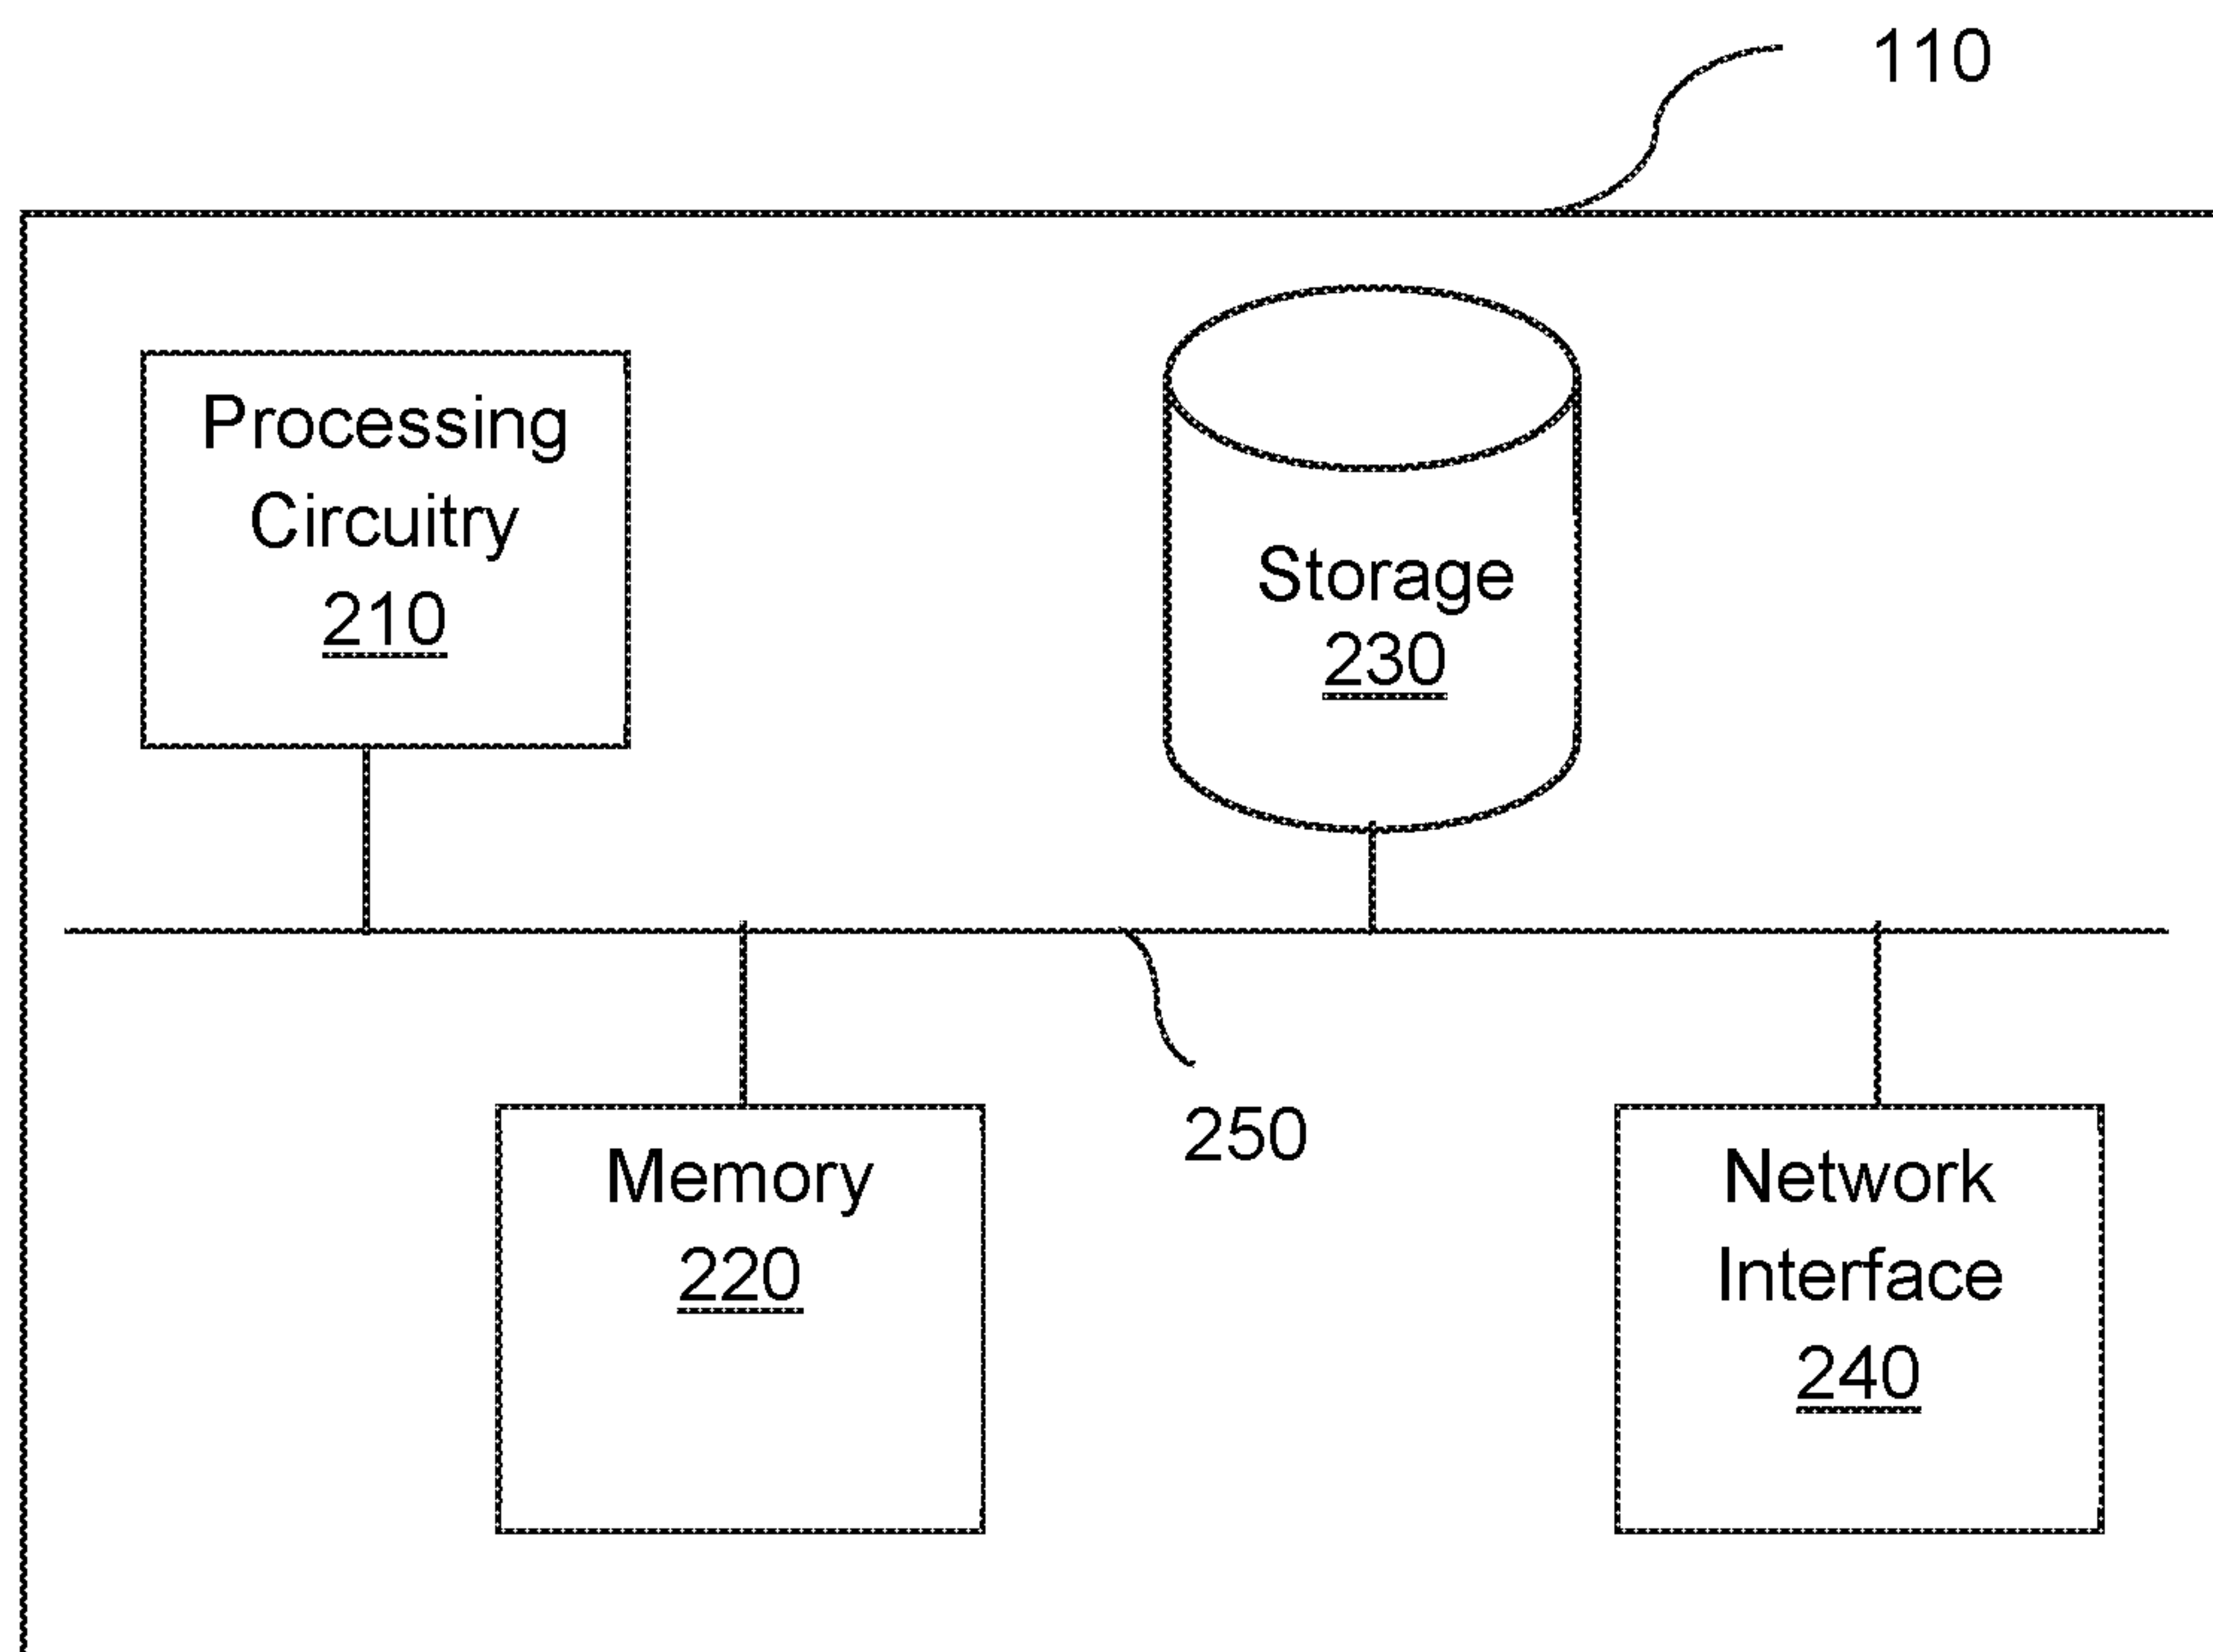 110
Processing
Circuitry
210
Storage
230
250
Memory
220
Network
Interface
240